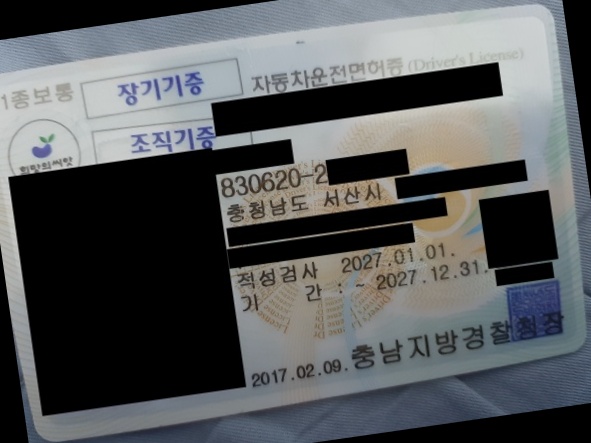 1종보통
장기기증
자동차운전면허증 (Driver's License)
조직기증
희망의씨앗
830620-2
충청남도 서산시
적성검사 2027.01.01.
기 간 : ~ 2027.12.31.
2017.02.09. 충남지방경찰청장